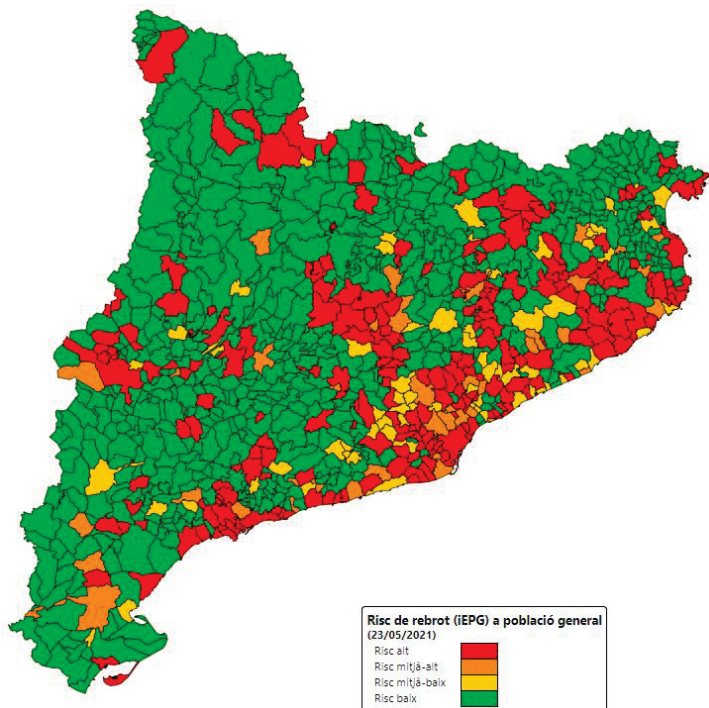 Risc de rebrot (iEPG) a població general
(23/05/2021)
Risc alt
Risc mitjà-alt
Risc mitjà-baix
Risc baix